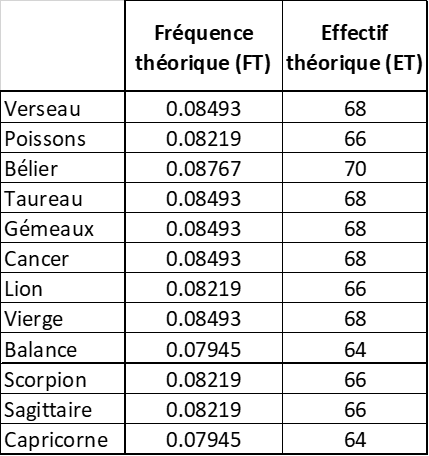 Fréquence Effectif
théorique (FT) théorique (ET)
Verseau 0.08493 68
Poissons 0.08219 66
Bélier 0.08767 70
Taureau 0.08493 68
Gémeaux 0.08493 68
Cancer 0.08493 68
Lion 0.08219 66
Vierge 0.08493 68
Balance 0.07945 64
Scorpion 0.08219 66
Sagittaire 0.08219 66
Capricorne 0.07945 64